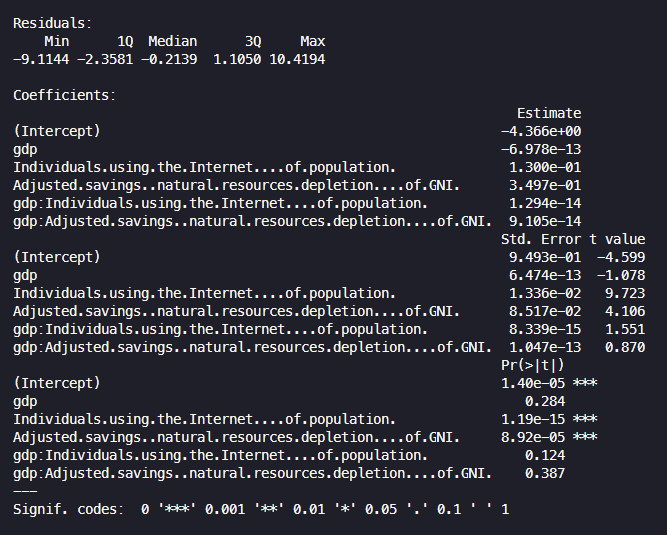 Residuals:
    Min      1Q  Median      3Q     Max
-9.1144 -2.3581 -0.2139  1.1050 10.4194

Coefficients:
                                                             Estimate
(Intercept)                                                -4.366e+00
gdp                                                        -6.978e-13
Individuals.using.the.Internet....of.population.            1.300e-01
Adjusted.savings..natural.resources.depletion....of.GNI.    3.497e-01
gdp:Individuals.using.the.Internet....of.population.        1.294e-14
gdp:Adjusted.savings..natural.resources.depletion....of.GNI.  9.105e-14
                                                           Std. Error t value
(Intercept)                                                 9.493e-01  -4.599
gdp                                                         6.474e-13  -1.078
Individuals.using.the.Internet....of.population.            1.336e-02   9.723
Adjusted.savings..natural.resources.depletion....of.GNI.    8.517e-02   4.106
gdp:Individuals.using.the.Internet....of.population.        8.339e-15   1.551
gdp:Adjusted.savings..natural.resources.depletion....of.GNI.  1.047e-13   0.870
                                                           Pr(>|t|)
(Intercept)                                                1.40e-05 ***
gdp                                                           0.284
Individuals.using.the.Internet....of.population.           1.19e-15 ***
Adjusted.savings..natural.resources.depletion....of.GNI.   8.92e-05 ***
gdp:Individuals.using.the.Internet....of.population.          0.124
gdp:Adjusted.savings..natural.resources.depletion....of.GNI.    0.387
---
Signif. codes:  0 '***' 0.001 '**' 0.01 '*' 0.05 '.' 0.1 ' ' 1